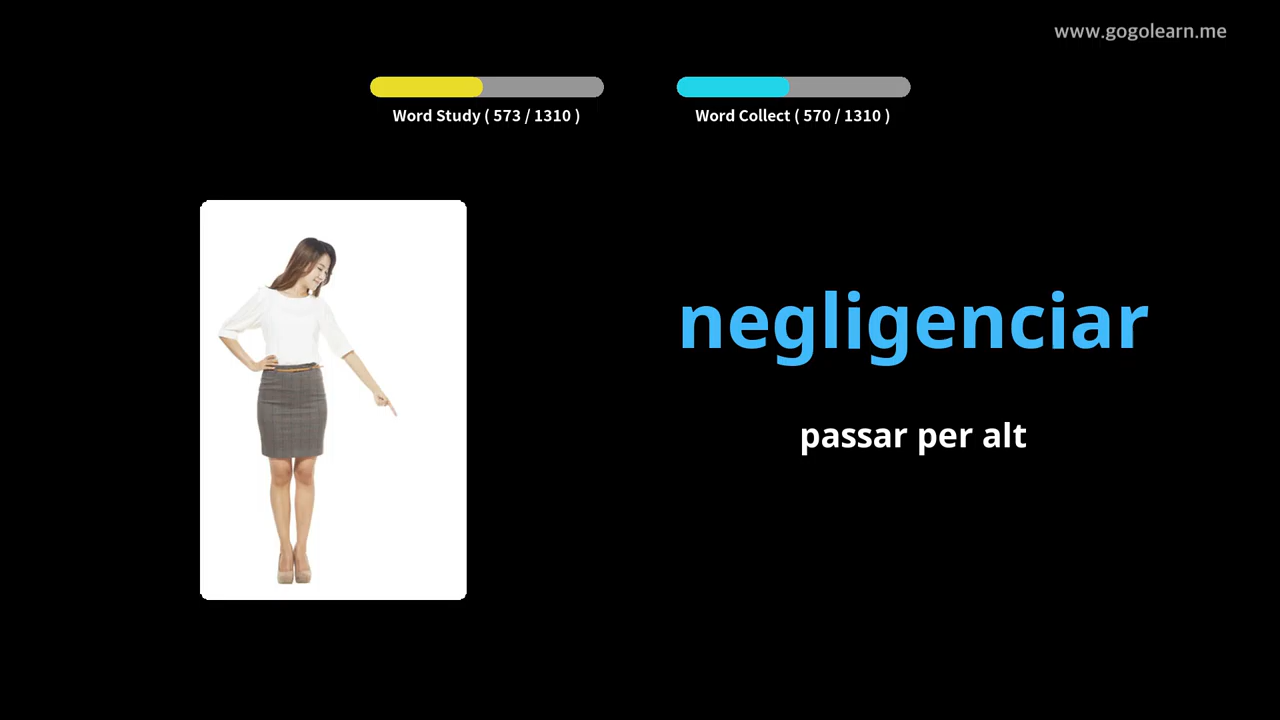 www.gogolearn.me
Word Study ( 573 / 1310 )
Word Collect ( 570 / 1310 )
negligenciar
passar per alt